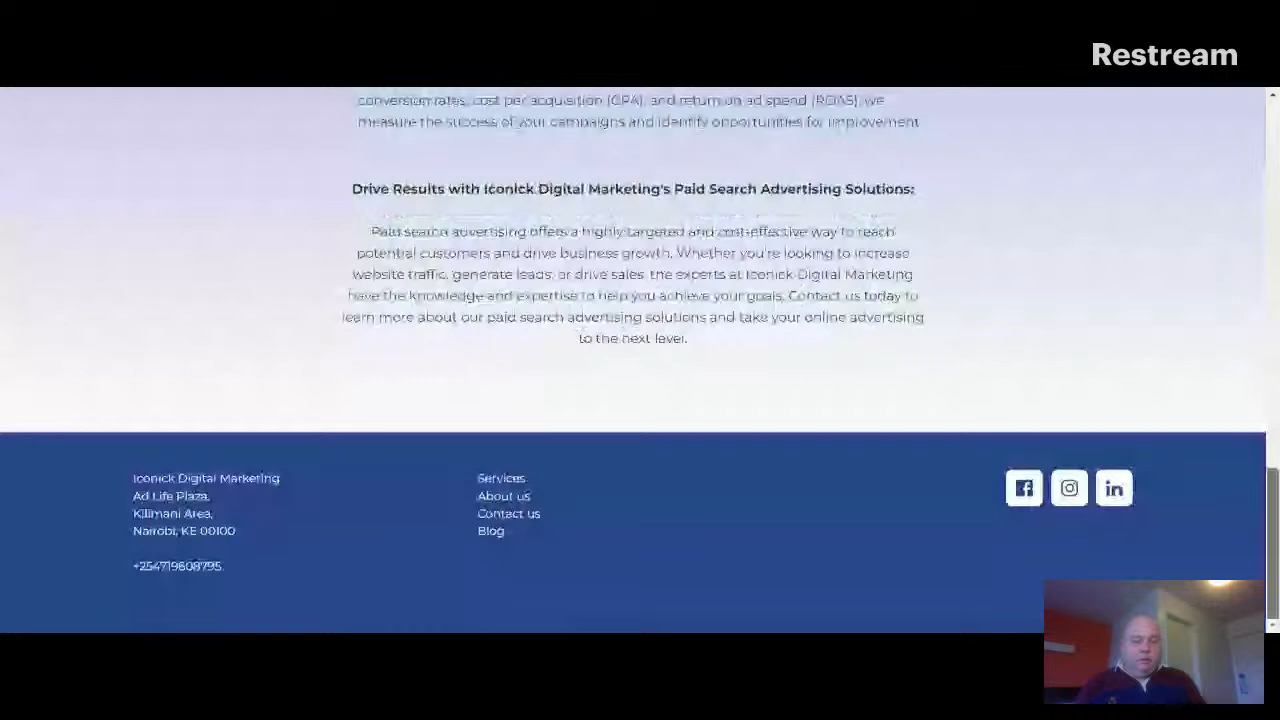 Restream
conversion rates, cost per acquisition (CPA), and return on ad spend (ROAS), we
measure the success of your campaigns and identify opportunities for improvement
Drive Results with Iconick Digital Marketing's Paid Search Advertising Solutions:
Paid search advertising offers a highly targeted and cost-effective way to reach
potential customers and drive business growth. Whether you're looking to increase
website traffic, generate leads, or drive sales, the experts at Iconick Digital Marketing
have the knowledge and expertise to help you achieve your goals. Contact us today to
learn more about our paid search advertising solutions and take your online advertising
to the next level.
Iconick Digital Marketing
Ad Life Plaza,
Kilimani Area,
Nairobi, KE 00100
+254719608795
Services
About us
Contact us
Blog
in